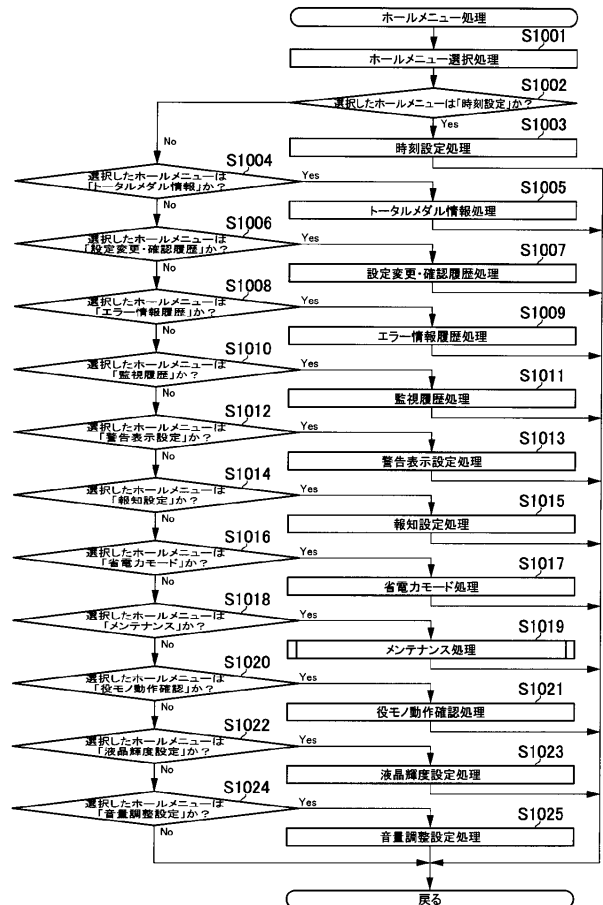 ホールメニュー処理
S1001
ホールメニュー選択処理
S1002
選択したホールメニューは「時刻設定」か？
No
Yes
S1003
時刻設定処理
S1004
選択したホールメニューは
「トータルメダル情報」か？
Yes
No
S1005
トータルメダル情報処理
S1006
選択したホールメニューは
「設定変更・確認履歴」か？
Yes
No
S1007
設定変更・確認履歴処理
S1008
選択したホールメニューは
「エラー情報履歴」か？
Yes
No
S1009
エラー情報履歴処理
S1010
選択したホールメニューは
「監視履歴」か？
Yes
No
S1011
監視履歴処理
S1012
選択したホールメニューは
「警告表示設定」か？
Yes
No
S1013
警告表示設定処理
S1014
選択したホールメニューは
「報知設定」か？
Yes
No
S1015
報知設定処理
S1016
選択したホールメニューは
「省電力モード」か？
Yes
No
S1017
省電力モード処理
S1018
選択したホールメニューは
「メンテナンス」か？
Yes
No
S1019
メンテナンス処理
S1020
選択したホールメニューは
「役モノ動作確認」か？
Yes
No
S1021
役モノ動作確認処理
S1022
選択したホールメニューは
「液晶輝度設定」か？
Yes
No
S1023
液晶輝度設定処理
S1024
選択したホールメニューは
「音量調整設定」か？
Yes
No
S1025
音量調整設定処理
戻る